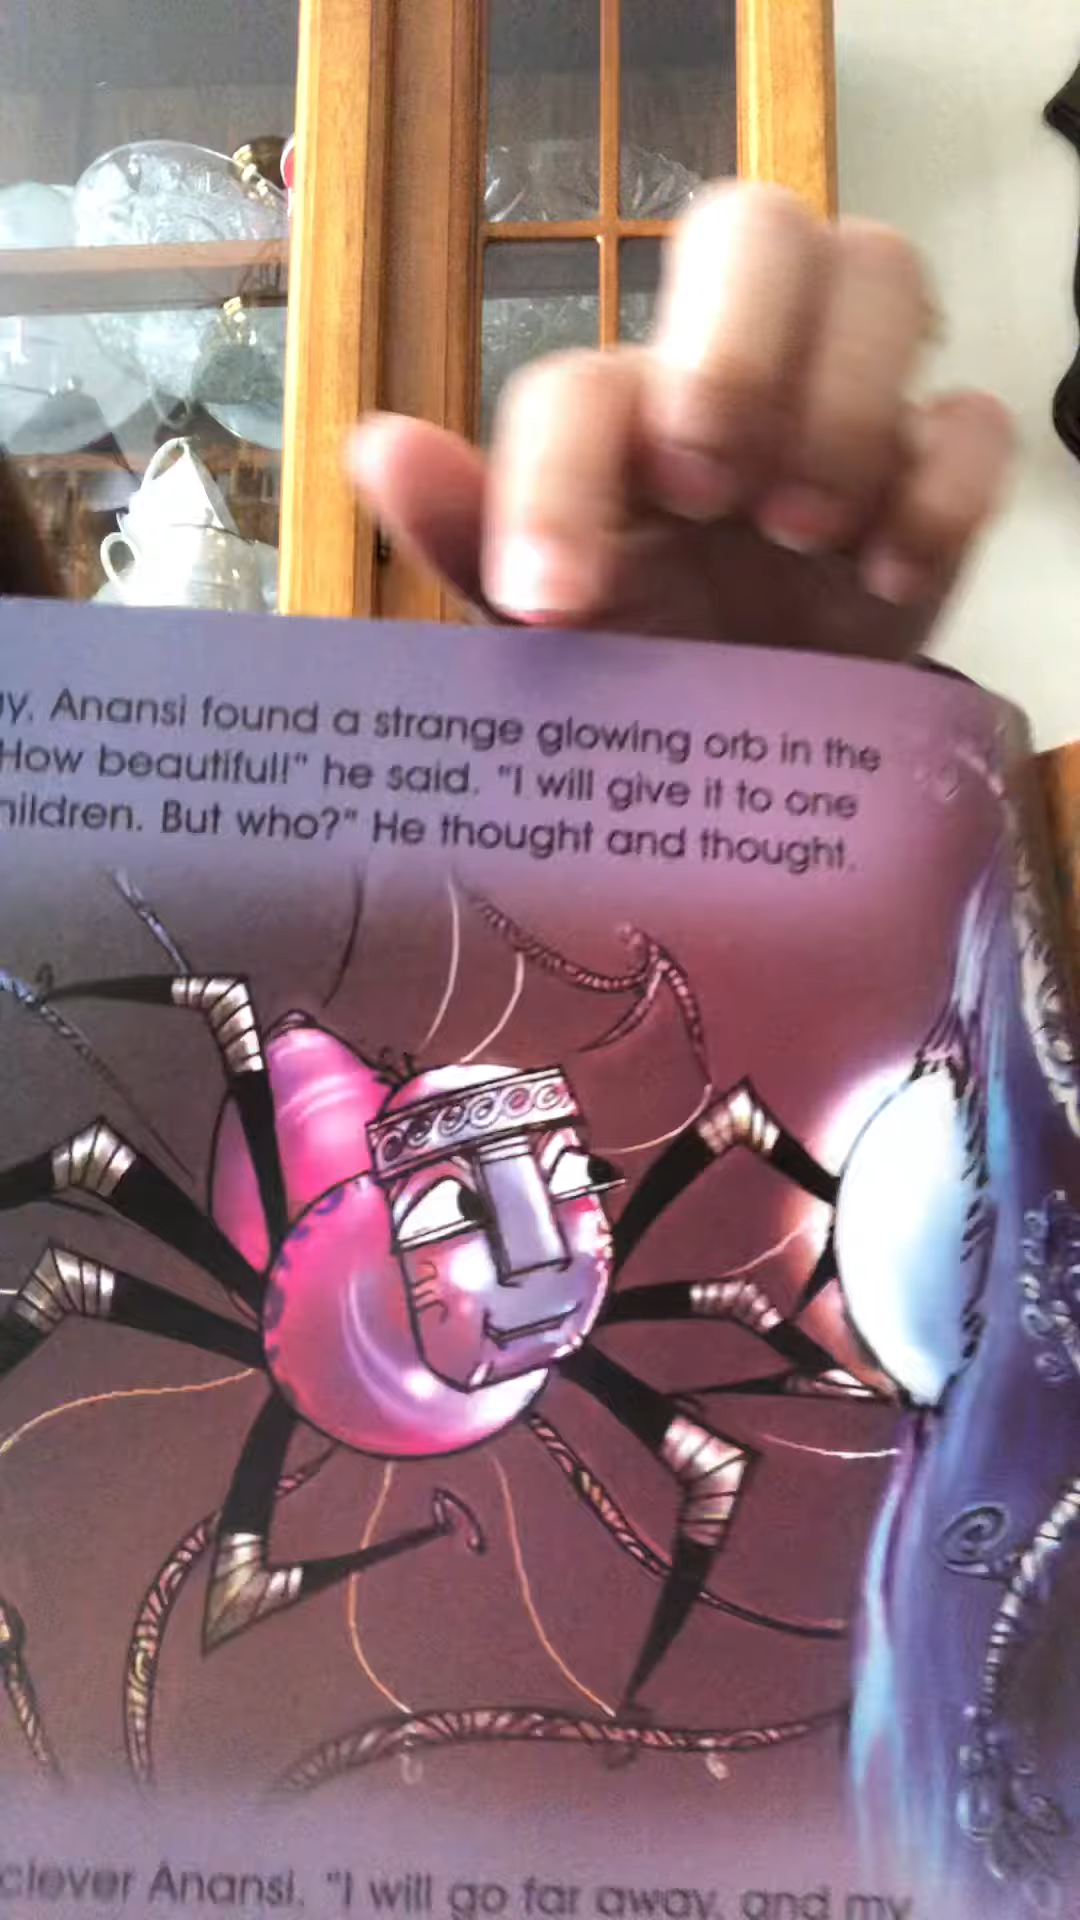 Anansi found a strange glowing orb in the
How beautiful!" he said. "I will give it to one
But who?" He thought and thought.
clever Anansi. "I will go far away, and my